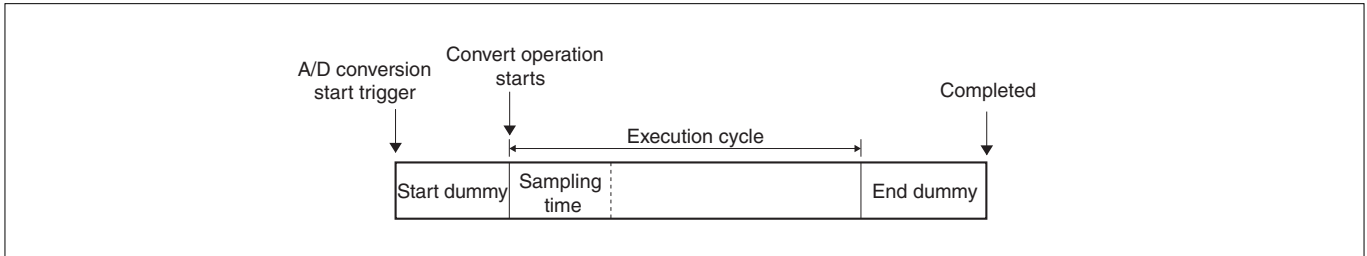 A/D conversion
start trigger
Convert operation
starts
Completed
Execution cycle
Start dummy
Sampling
time
End dummy